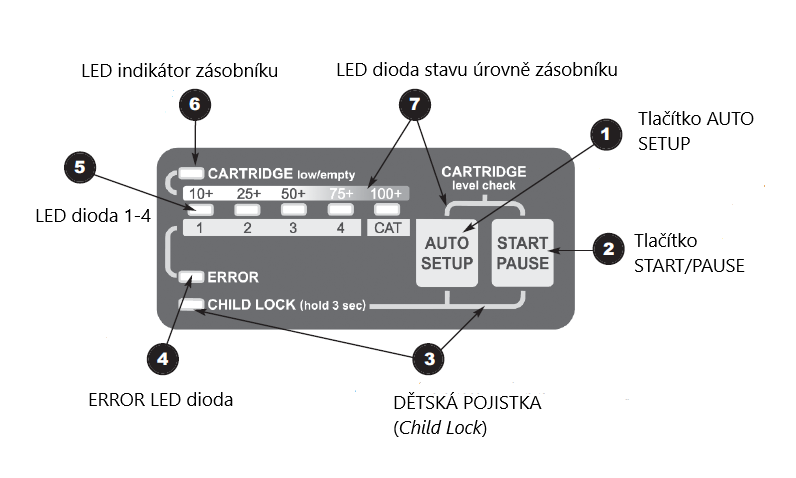 LED indikátor zásobníku
LED dioda stavu úrovně zásobníku
6
7
Tlačítko AUTO
SETUP
1
5
LED dioda 1-4
CARTRIDGE low/empty
10+ 25+ 50+ 75+ 100+
1 2 3 4 CAT
CARTRIDGE
level check
AUTO
SETUP
START
PAUSE
2
Tlačítko
START/PAUSE
ERROR
CHILD LOCK (hold 3 sec)
4
3
ERROR LED dioda
DĚTSKÁ POJISTKA
(Child Lock)